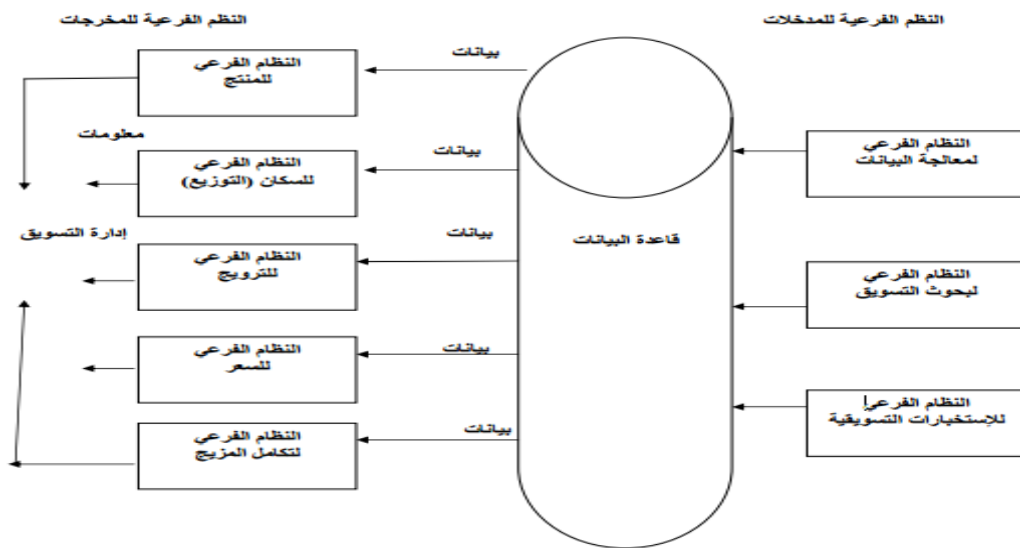 النظم الفرعية للمدخلات
النظم الفرعية للمخرجات
النظام الفرعي
لمعالجة البيانات
النظام الفرعي
لبحوث التسويق
النظام الفرعي
للإستخبارات التسويقية
قاعدة البيانات
بيانات
بيانات
بيانات
بيانات
بيانات
النظام الفرعي
للمنتج
النظام الفرعي
للسكان (التوزيع)
النظام الفرعي
للترويج
النظام الفرعي
للسعر
النظام الفرعي
لتكامل المزيج
معلومات
إدارة التسويق